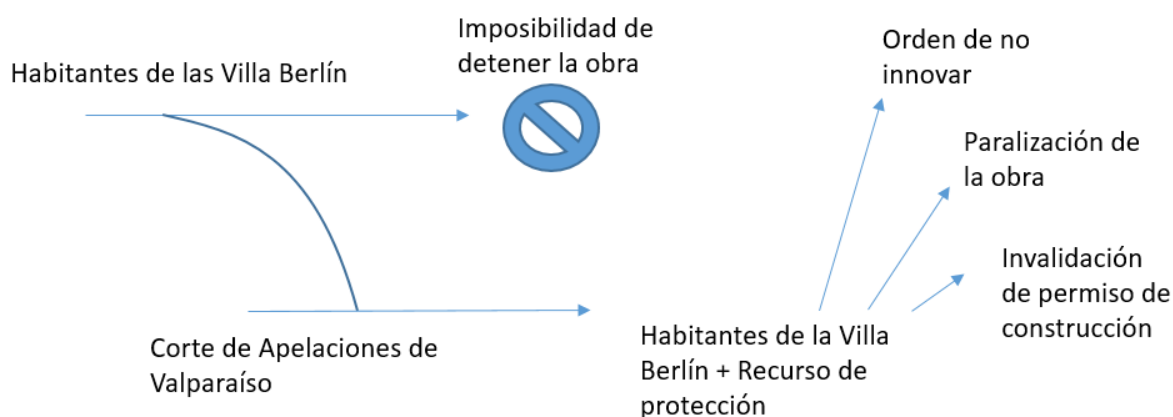 Habitantes de las Villa Berlín
Imposibilidad de
detener la obra
Orden de no
innovar
Paralización de
la obra
Invalidación
de permiso de
construcción
Corte de Apelaciones de
Valparaíso
Habitantes de la Villa
Berlín + Recurso de
protección